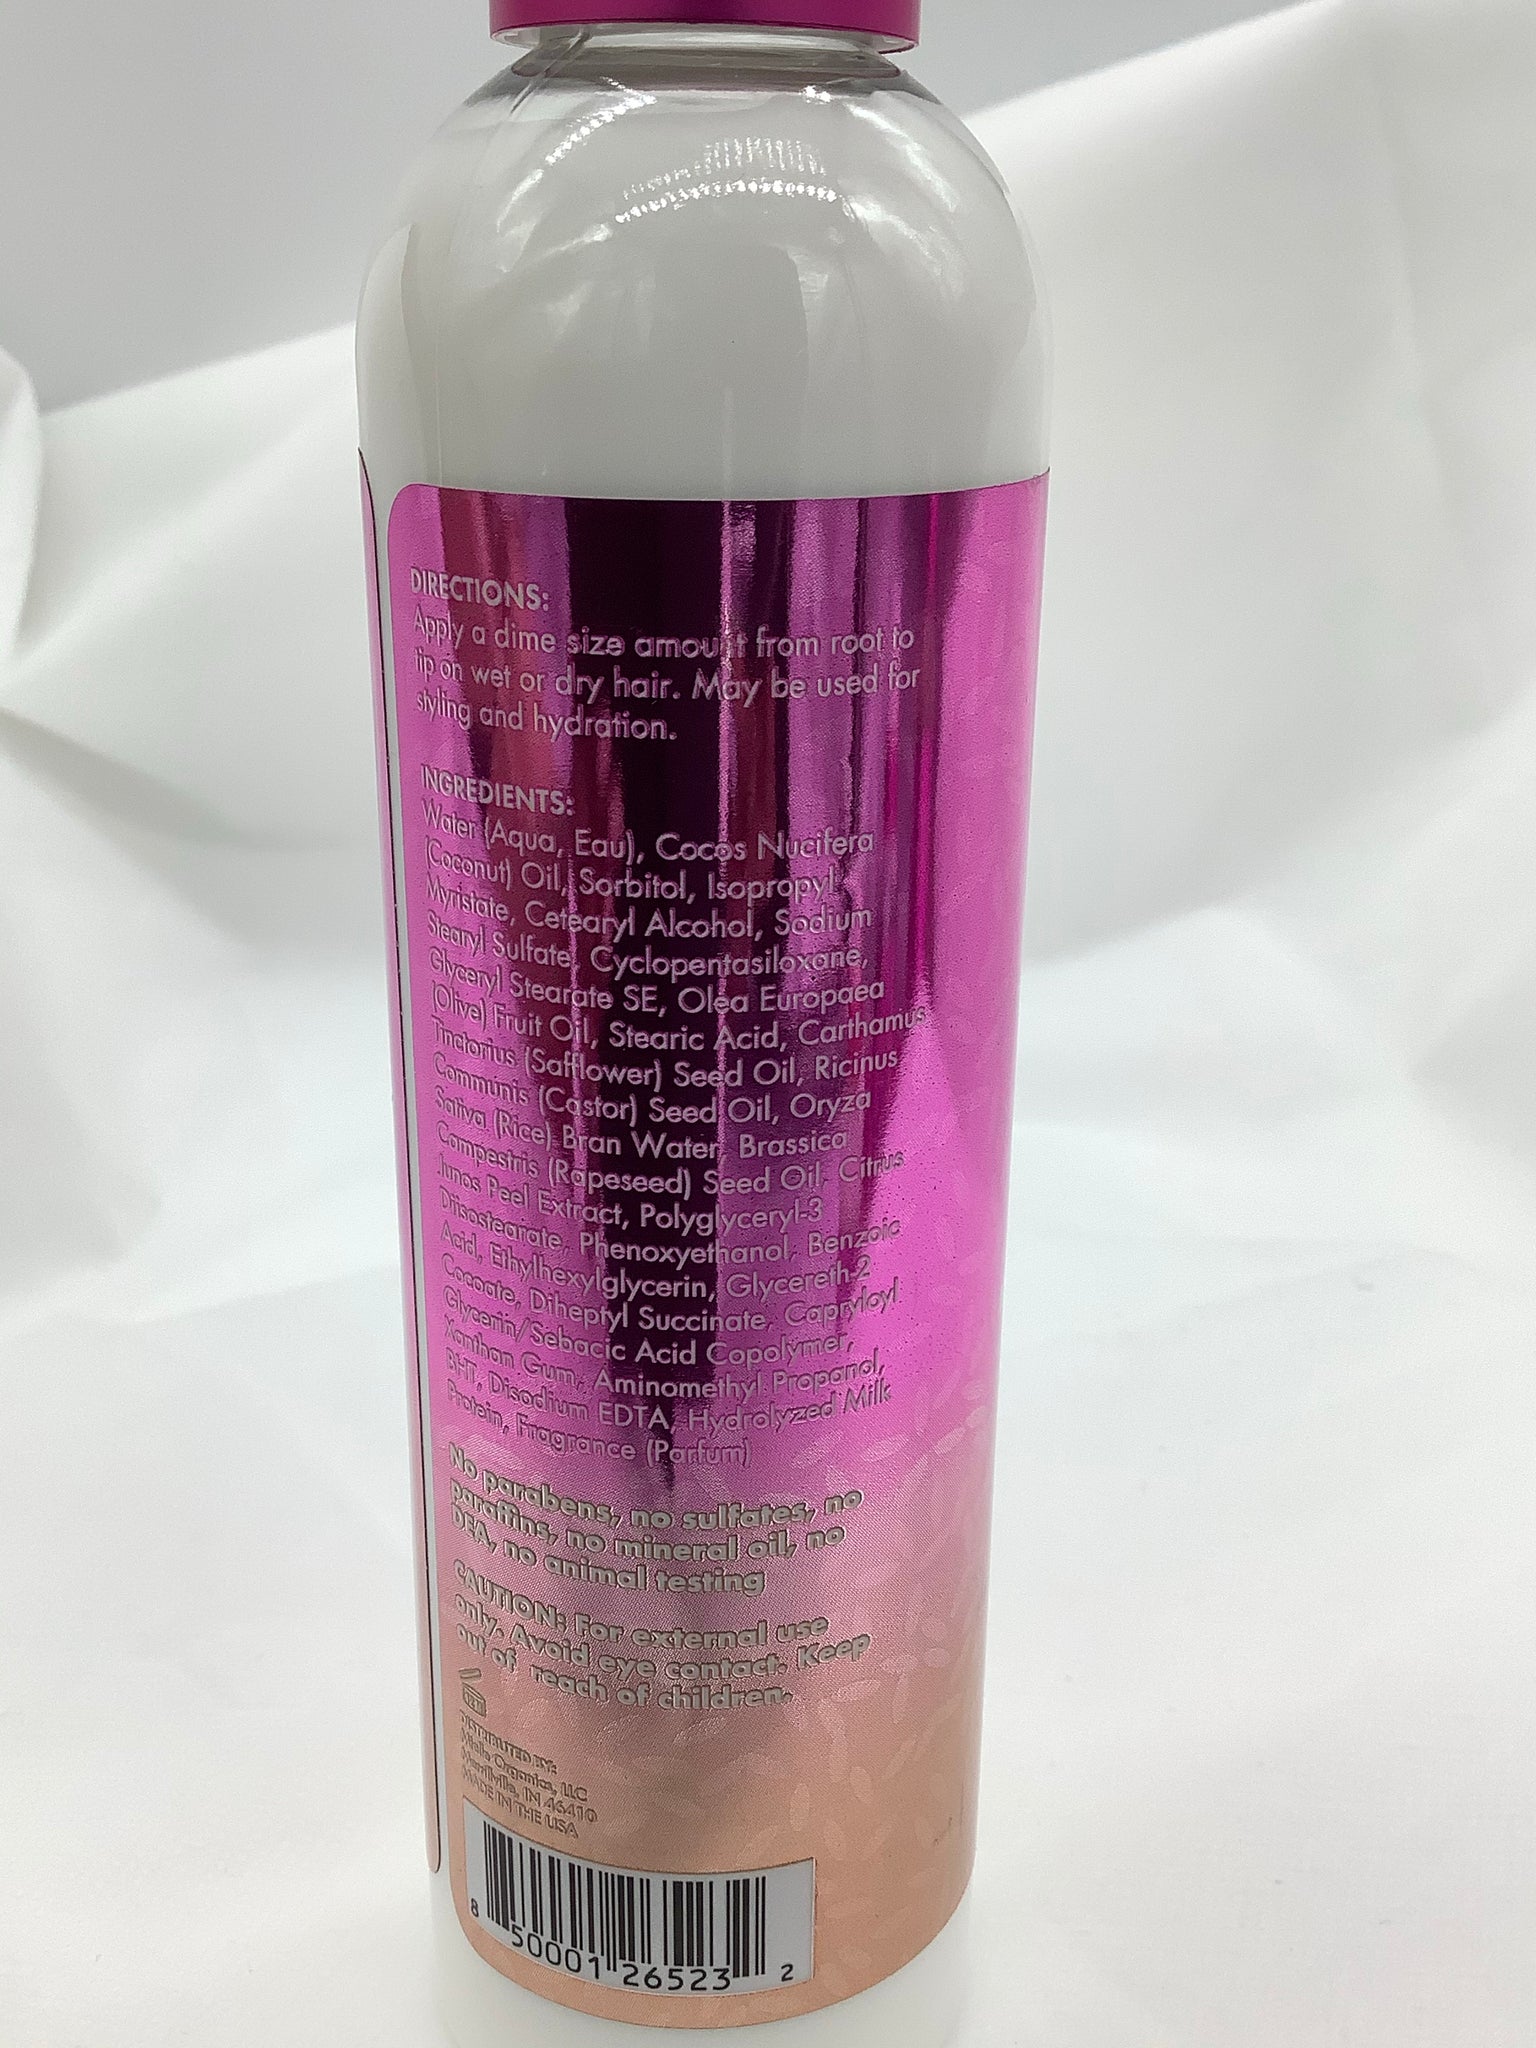 DIRECTIONS:
Apply a dime size amount from root to
tip on wet or dry hair. May be used for
styling and hydration.
INGREDIENTS:
Water (Aqua, Eau), Cocos Nucifera
(Coconut) Oil, Sorbitol, Isopropyl
Myristate, Cetearyl Alcohol, Sodium
Stearyl Sulfate, Cyclopentasiloxane,
Glyceryl Stearate SE, Olea Europaea
(Olive) Fruit Oil, Stearic Acid, Carthamus
Tinctorius (Safflower) Seed Oil, Ricinus
Communis (Castor) Seed Oil, Oryza
Sativa (Rice) Bran Water, Brassica
Campestris (Rapeseed) Seed Oil, Citrus
Junos Peel Extract, Polyglyceryl-3
Diisostearate, Phenoxyethanol, Benzoic
Acid, Ethylhexylglycerin, Glycereth-2
Cocoate, Diheptyl Succinate, Capryloyl
Glycerin/Sebacic Acid Copolymer,
Xanthan Gum, Aminomethyl Propanol,
BHT, Disodium EDTA, Hydrolyzed Milk
Protein, Fragrance (Parfum)
No parabens, no sulfates, no
paraffins, no mineral oil, no
DEA, no animal testing
CAUTION: For external use
only. Avoid eye contact. Keep
out of reach of children.
DISTRIBUTED BY:
Mielle Organics, LLC
Merrillville, IN 46410
MADE IN THE USA
8 50001 26523 2